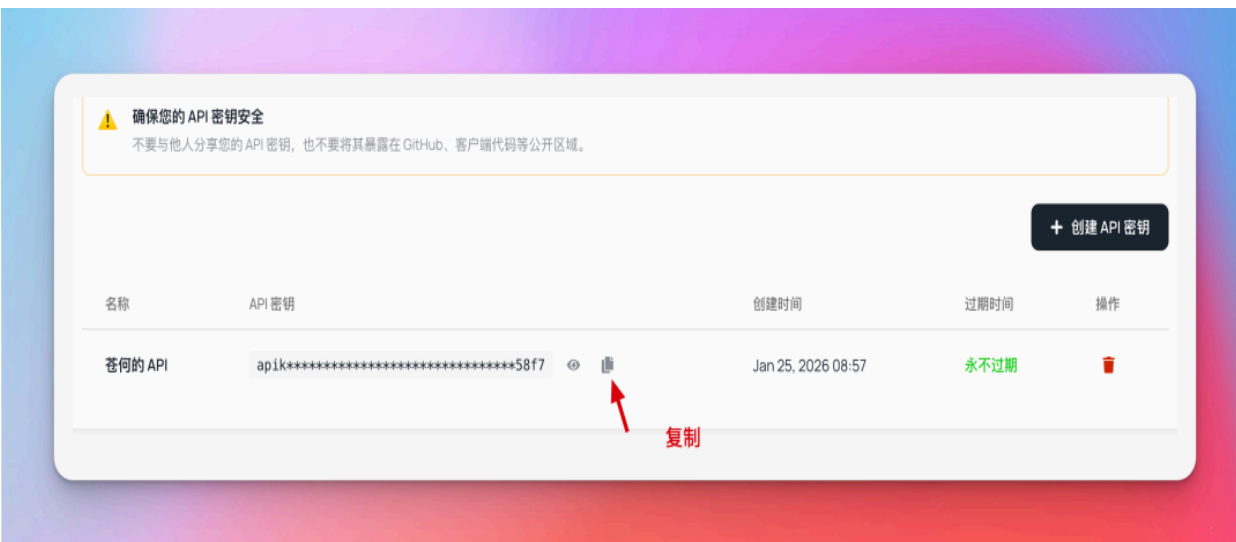 确保您的 API 密钥安全
不要与他人分享您的 API 密钥，也不要将其暴露在 GitHub、客户端代码等公开区域。
+ 创建 API 密钥
名称 API 密钥 创建时间 过期时间 操作
苍何的 API apik*******************************58f7 Jan 25, 2026 08:57 永不过期
复制